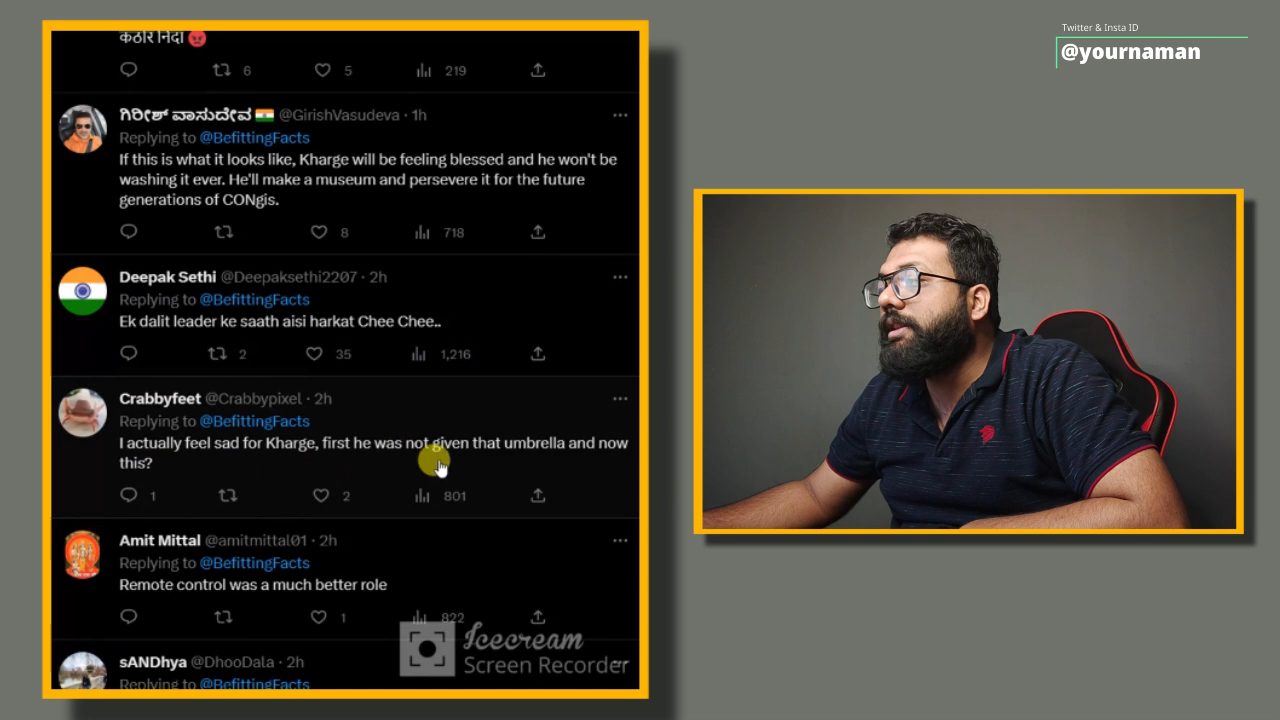 कठोर निंदा
6 5 219
ಗಿರೀಶ್ ವಾಸುದೇವ @GirishVasudeva · 1h
Replying to @BefittingFacts
If this is what it looks like, Kharge will be feeling blessed and he won't be
washing it ever. He'll make a museum and persevere it for the future
generations of CONgis.
8 718
Deepak Sethi @Deepaksethi2207 · 2h
Replying to @BefittingFacts
Ek dalit leader ke saath aisi harkat Chee Chee..
2 35 1,216
Crabbyfeet @Crabbypixel · 2h
Replying to @BefittingFacts
I actually feel sad for Kharge, first he was not given that umbrella and now
this?
1 2 801
Amit Mittal @amitmittal01 · 2h
Replying to @BefittingFacts
Remote control was a much better role
1 822
sANDhya @DhooDala · 2h
Replying to @BefittingFacts
Icecream
Screen Recorder
Twitter & Insta ID
@yournaman